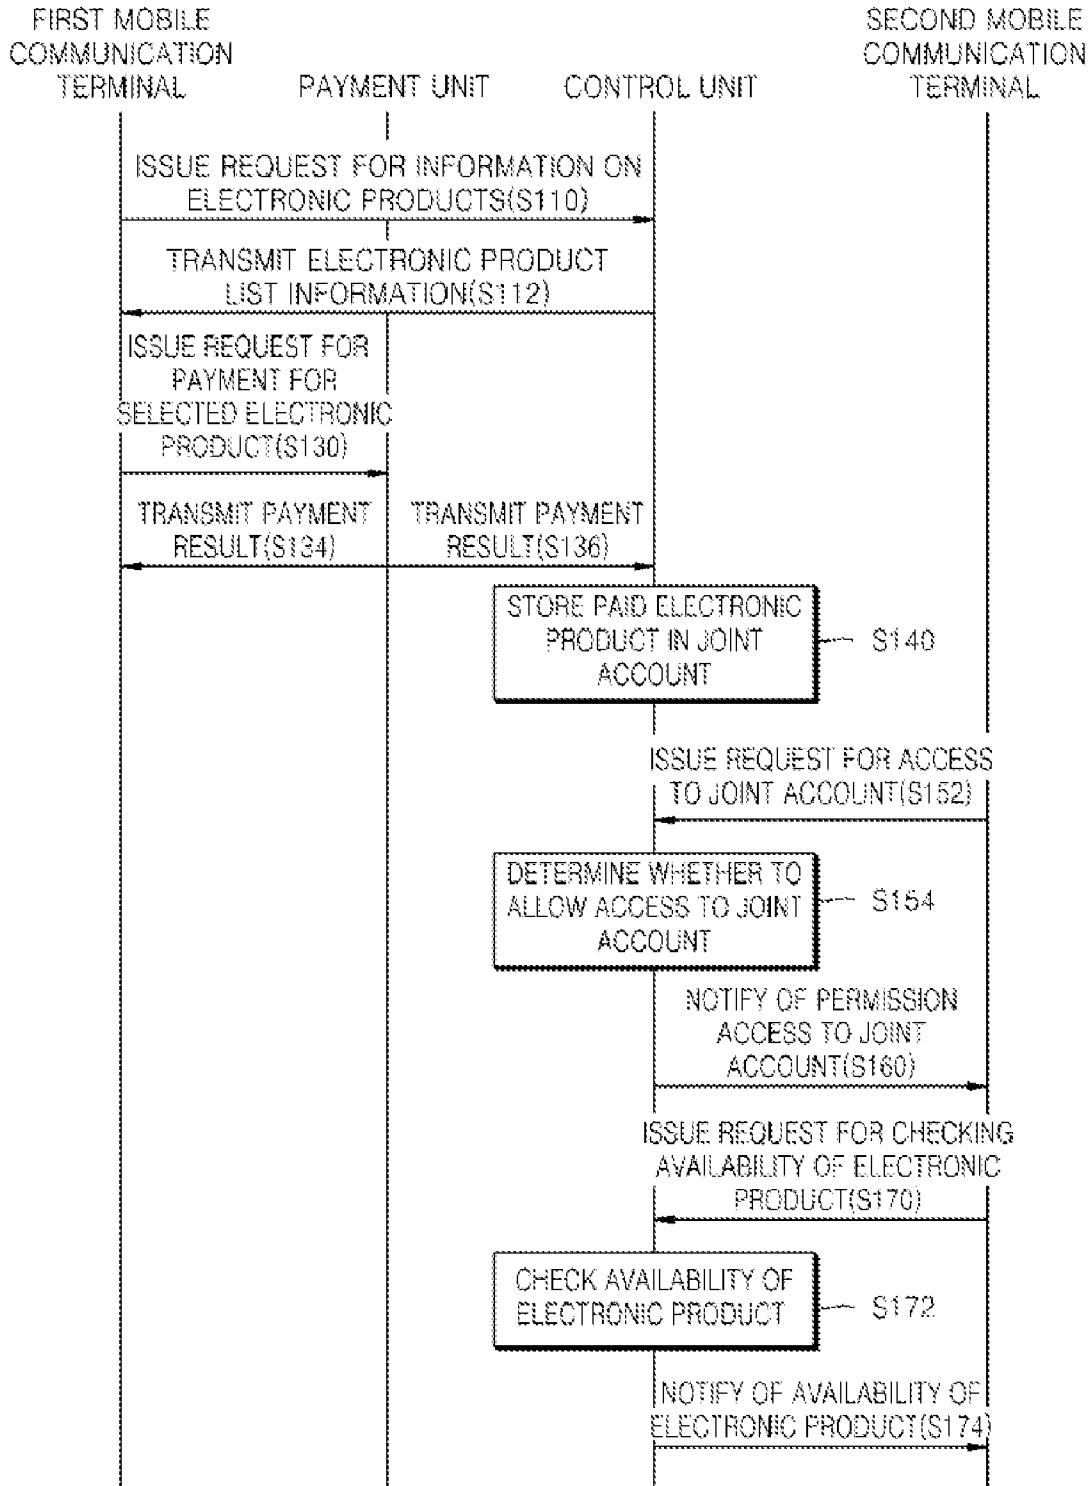 FIRST MOBILE
COMMUNICATION
TERMINAL
PAYMENT UNIT
CONTROL UNIT
SECOND MOBILE
COMMUNICATION
TERMINAL
ISSUE REQUEST FOR INFORMATION ON
ELECTRONIC PRODUCTS(S110)
TRANSMIT ELECTRONIC PRODUCT
LIST INFORMATION(S112)
ISSUE REQUEST FOR
PAYMENT FOR
SELECTED ELECTRONIC
PRODUCT(S130)
TRANSMIT PAYMENT
RESULT(S134)
TRANSMIT PAYMENT
RESULT(S136)
STORE PAID ELECTRONIC
PRODUCT IN JOINT
ACCOUNT
S140
ISSUE REQUEST FOR ACCESS
TO JOINT ACCOUNT(S152)
DETERMINE WHETHER TO
ALLOW ACCESS TO JOINT
ACCOUNT
S154
NOTIFY OF PERMISSION
ACCESS TO JOINT
ACCOUNT(S160)
ISSUE REQUEST FOR CHECKING
AVAILABILITY OF ELECTRONIC
PRODUCT(S170)
CHECK AVAILABILITY OF
ELECTRONIC PRODUCT
S172
NOTIFY OF AVAILABILITY OF
ELECTRONIC PRODUCT(S174)